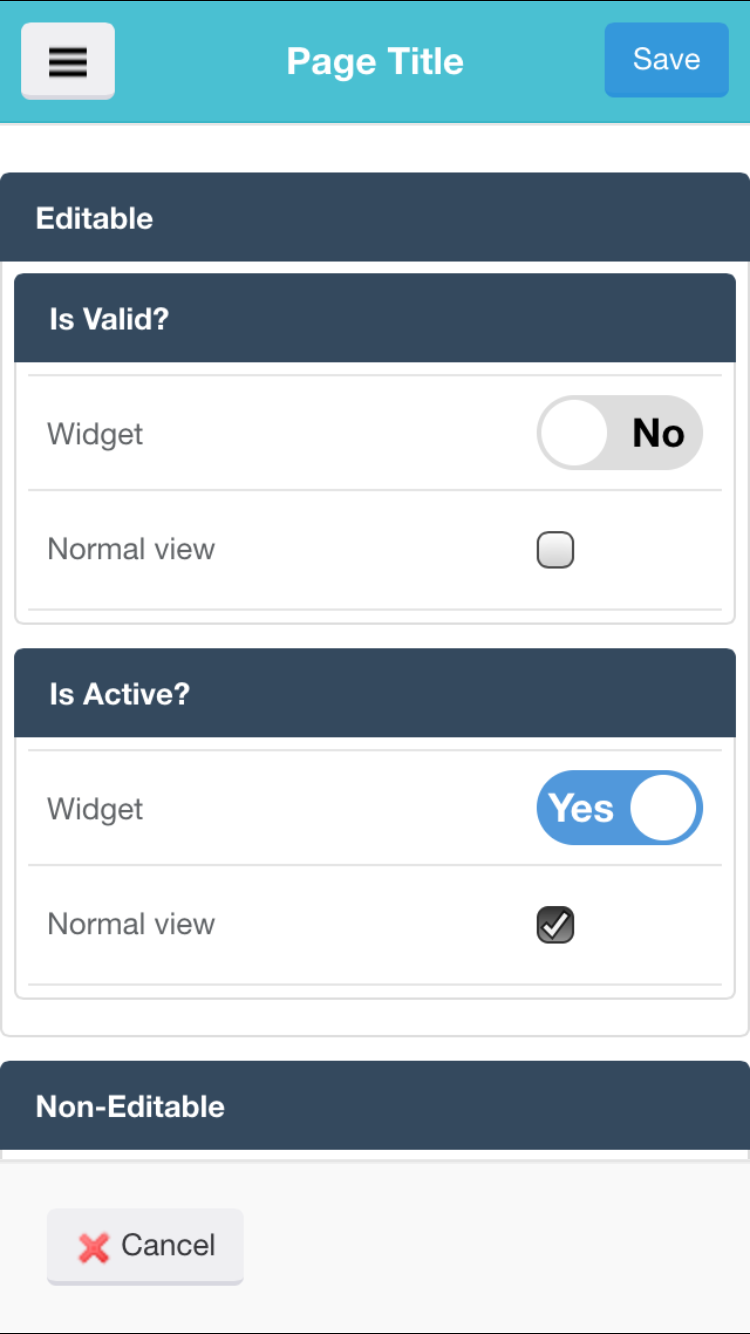 Page Title
Save
Editable
Is Valid?
Widget
No
Normal view
Is Active?
Widget
Yes
Normal view
Non-Editable
Cancel